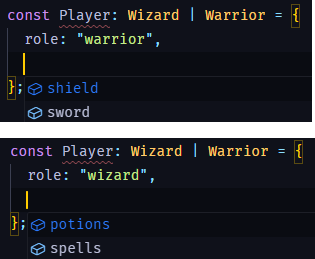 const Player: Wizard | Warrior = {
role: "warrior",
shield
};
sword
const Player: Wizard | Warrior = {
role: "wizard",
potions
};
spells